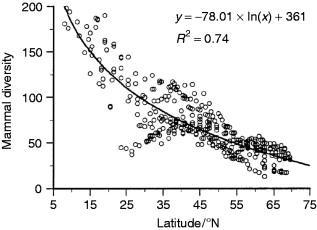 y=–78.01 × ln(x) + 361
R² = 0.74
200
150
100
50
0
Mammal diversity
5 15 25 35 45 55 65 75
Latitude/°N